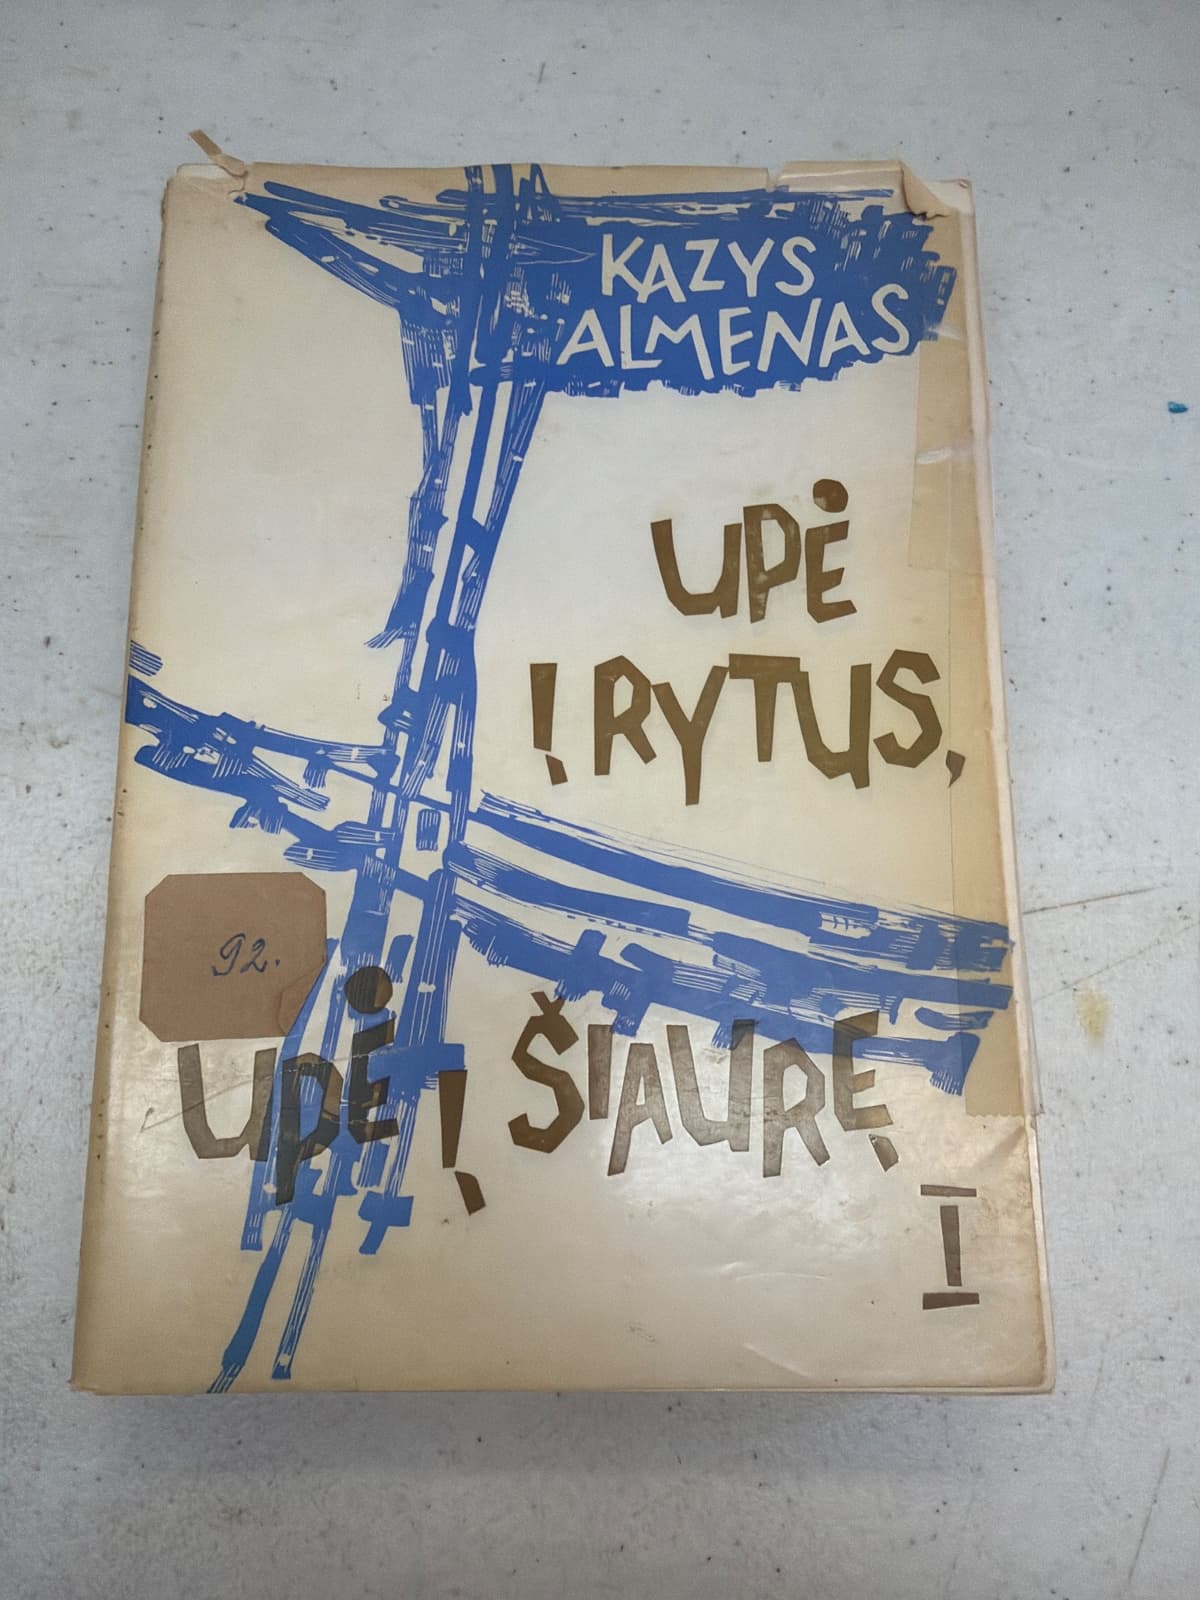 KAZYS
ALMENAS
UPĖ
Į RYTUS,
92.
UPĖ Į ŠIAURĘ
I